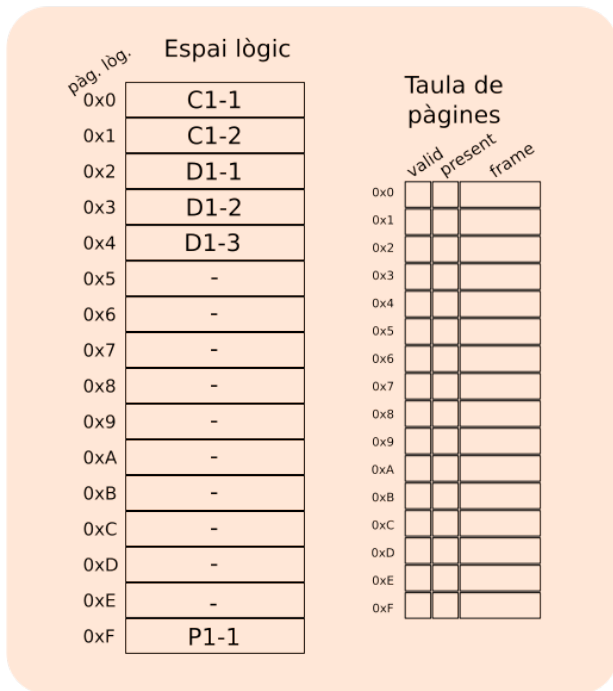 Espai lògic
pàg. lòg.
0x0 C1-1
0x1 C1-2
0x2 D1-1
0x3 D1-2
0x4 D1-3
0x5 -
0x6 -
0x7 -
0x8 -
0x9 -
0xA -
0xB -
0xC -
0xD -
0xE -
0xF P1-1
Taula de
pàgines
valid present frame
0x0
0x1
0x2
0x3
0x4
0x5
0x6
0x7
0x8
0x9
0xA
0xB
0xC
0xD
0xE
0xF